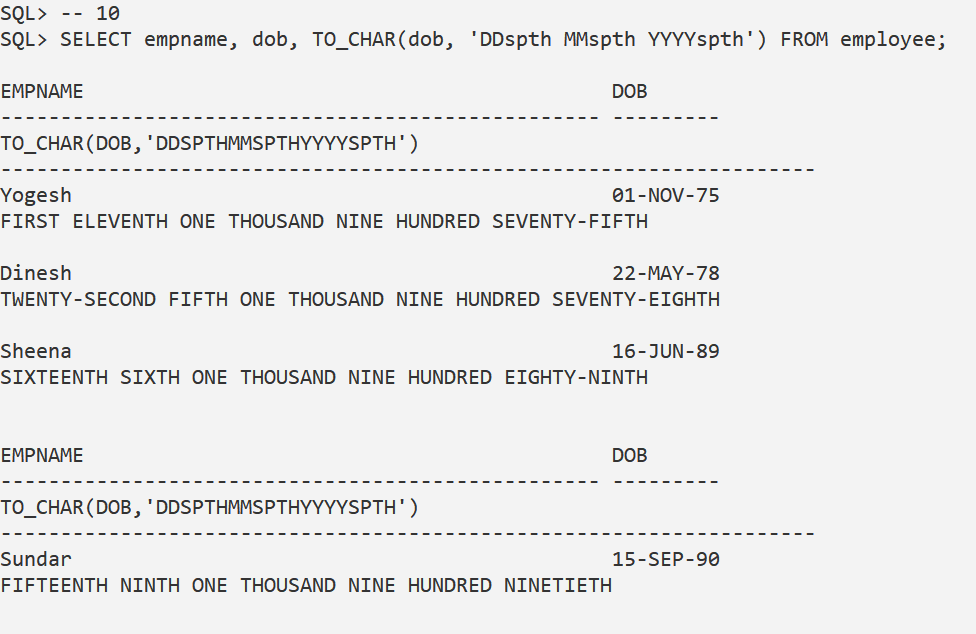 SQL> -- 10
SQL> SELECT empname, dob, TO_CHAR(dob, 'DDspth MMspth YYYYspth') FROM employee;
EMPNAME DOB
-------------------------------------------------- ---------
TO_CHAR(DOB,'DDSPTHMMSPTHYYYYSPTH')
--------------------------------------------------------------------
Yogesh 01-NOV-75
FIRST ELEVENTH ONE THOUSAND NINE HUNDRED SEVENTY-FIFTH
Dinesh 22-MAY-78
TWENTY-SECOND FIFTH ONE THOUSAND NINE HUNDRED SEVENTY-EIGHTH
Sheena 16-JUN-89
SIXTEENTH SIXTH ONE THOUSAND NINE HUNDRED EIGHTY-NINTH
EMPNAME DOB
-------------------------------------------------- ---------
TO_CHAR(DOB,'DDSPTHMMSPTHYYYYSPTH')
--------------------------------------------------------------------
Sundar 15-SEP-90
FIFTEENTH NINTH ONE THOUSAND NINE HUNDRED NINETIETH